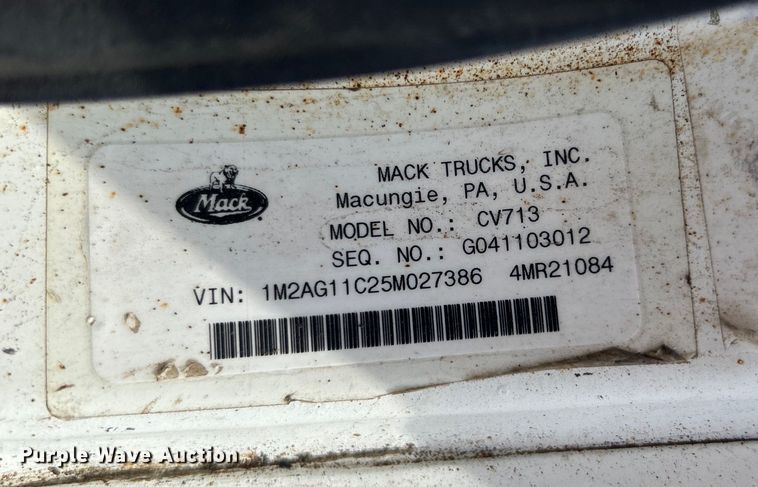 MACK TRUCKS, INC.
Macungie, PA, U.S.A.
Mack
MODEL NO.: CV713
SEQ. NO.: G041103012
VIN: 1M2AG11C25M027386 4MR21084
Purple Wave Auction